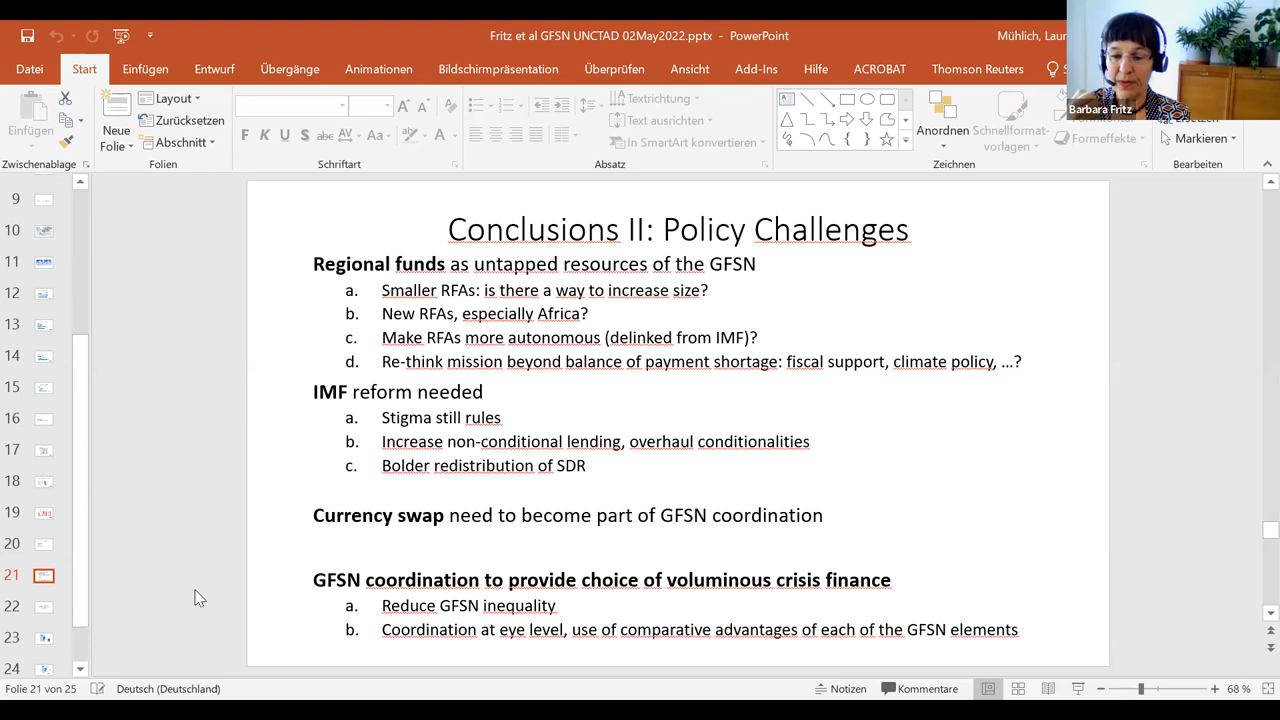 Fritz et al GFSN UNCTAD 02May2022.pptx - PowerPoint
Mühlich, Lau
Datei Start Einfügen Entwurf Übergänge Animationen Bildschirmpräsentation Überprüfen Ansicht Add-Ins Hilfe ACROBAT Thomson Reuters
Barbara Fritz
Einfügen
Neue
Folie
Layout
Zurücksetzen
Abschnitt
F K U S abc AV Aa A
Textrichtung
Text ausrichten
In SmartArt konvertieren
Anordnen
Schnellformat-
vorlagen
Formeffekte
Ersetzen
Markieren
Zwischenablage Folien Schriftart Absatz Zeichnen Bearbeiten
9
10
11
12
13
14
15
16
17
18
19
20
21
22
23
24
Conclusions II: Policy Challenges
Regional funds as untapped resources of the GFSN
a. Smaller RFAs: is there a way to increase size?
b. New RFAs, especially Africa?
c. Make RFAs more autonomous (delinked from IMF)?
d. Re-think mission beyond balance of payment shortage: fiscal support, climate policy, ...?
IMF reform needed
a. Stigma still rules
b. Increase non-conditional lending, overhaul conditionalities
c. Bolder redistribution of SDR
Currency swap need to become part of GFSN coordination
GFSN coordination to provide choice of voluminous crisis finance
a. Reduce GFSN inequality
b. Coordination at eye level, use of comparative advantages of each of the GFSN elements
Folie 21 von 25 Deutsch (Deutschland) Notizen Kommentare 68 %